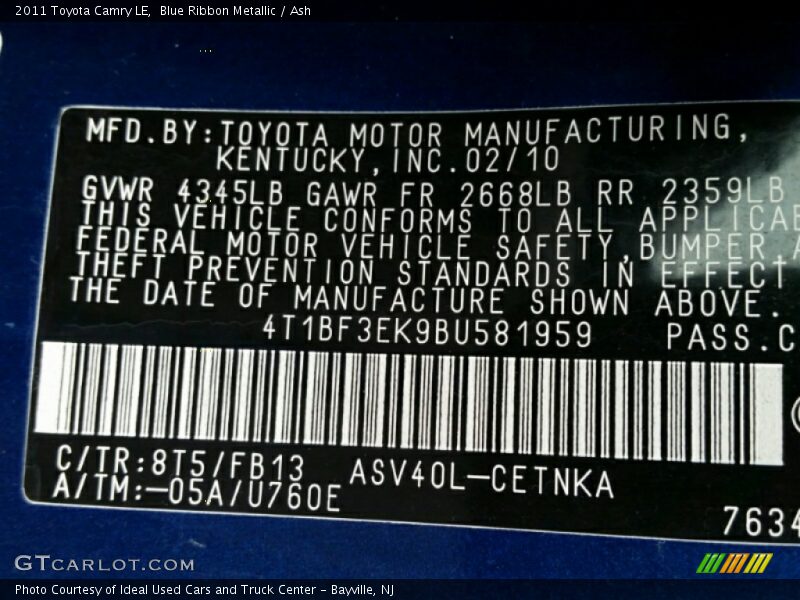 2011 Toyota Camry LE, Blue Ribbon Metallic / Ash
MFD.BY:TOYOTA MOTOR MANUFACTURING,
KENTUCKY,INC.02/10
GVWR 4345LB GAWR FR 2668LB RR 2359LB
THIS VEHICLE CONFORMS TO ALL APPLICAB
FEDERAL MOTOR VEHICLE SAFETY,BUMPER,A
THEFT PREVENTION STANDARDS IN EFFECT
THE DATE OF MANUFACTURE SHOWN ABOVE.
4T1BF3EK9BU581959 PASS.C
C/TR:8T5/FB13 ASV40L-CETNKA
A/TM:-05A/U760E
7634
GTCARLOT.COM
Photo Courtesy of Ideal Used Cars and Truck Center - Bayville, NJ